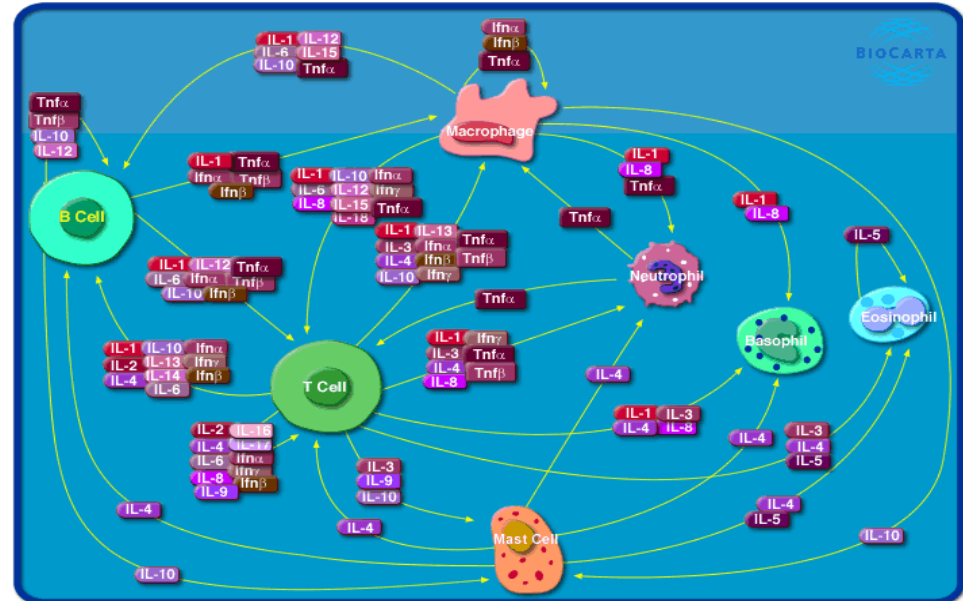 BIOCARTA
IL-1 IL-12
IL-6 IL-15
IL-10 Tnfα
Ifnα
Ifnβ
Tnfα
Macrophage
Tnfα
Tnfβ
IL-10
IL-12
B Cell
IL-1 Tnfα
Ifnα Tnfβ
Ifnβ
IL-1 IL-10 Ifnα
IL-6 IL-12 Ifnγ
IL-8 IL-15 Tnfα
IL-18
IL-1 IL-13
IL-3 Ifnα Tnfα
IL-4 Ifnβ Tnfβ
IL-10 Ifnγ
IL-1
IL-8
Tnfα
Tnfα
IL-1
IL-8
IL-5
Neutrophil
Eosinophil
Basophil
IL-1 IL-12 Tnfα
IL-6 Ifnα Tnfβ
IL-10 Ifnβ
Tnfα
IL-1 Ifnγ
IL-3 Tnfα
IL-4 Tnfβ
IL-8
IL-1 IL-10 Ifnα
IL-2 IL-13 Ifnγ
IL-4 IL-14 Ifnβ
IL-6
T Cell
IL-4
IL-1 IL-3
IL-4 IL-8
IL-4
IL-3
IL-4
IL-5
IL-2 IL-16
IL-4 IL-17
IL-6 Ifnα
IL-8 Ifnγ
IL-9 Ifnβ
IL-3
IL-9
IL-10
IL-4
IL-4
IL-4
IL-5
Mast Cell
IL-10
IL-10